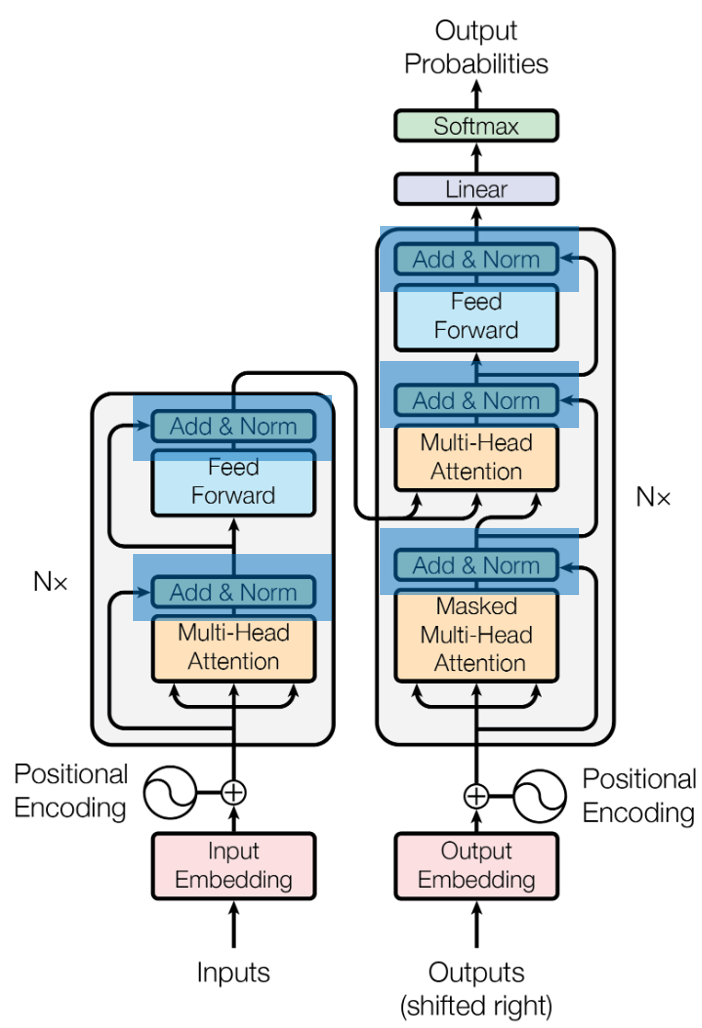 Output
Probabilities
Softmax
Linear
Add & Norm
Feed
Forward
Add & Norm
Multi-Head
Attention
Add & Norm
Masked
Multi-Head
Attention
Nx
Add & Norm
Feed
Forward
Add & Norm
Multi-Head
Attention
N×
Positional
Encoding
Positional
Encoding
Input
Embedding
Output
Embedding
Inputs
Outputs
(shifted right)